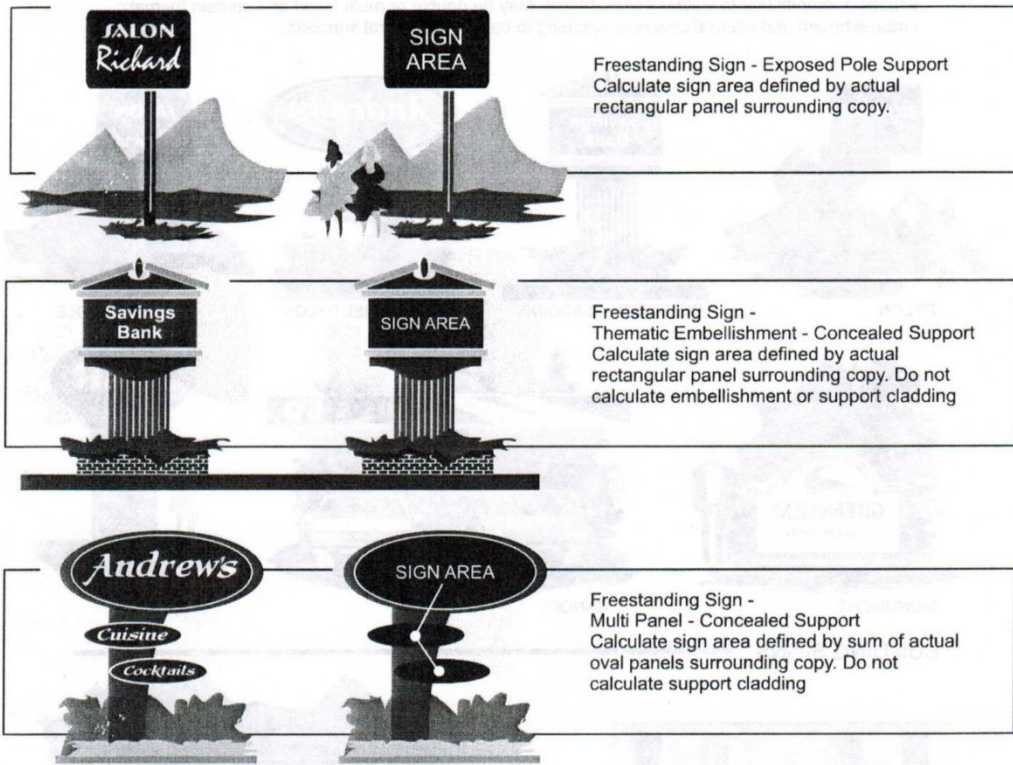 SALON
Richard
SIGN
AREA
Freestanding Sign - Exposed Pole Support
Calculate sign area defined by actual
rectangular panel surrounding copy.
Savings
Bank
SIGN AREA
Freestanding Sign -
Thematic Embellishment - Concealed Support
Calculate sign area defined by actual
rectangular panel surrounding copy. Do not
calculate embellishment or support cladding
Andrew's
Cuisine
Cocktails
SIGN AREA
Freestanding Sign -
Multi Panel - Concealed Support
Calculate sign area defined by sum of actual
oval panels surrounding copy. Do not
calculate support cladding